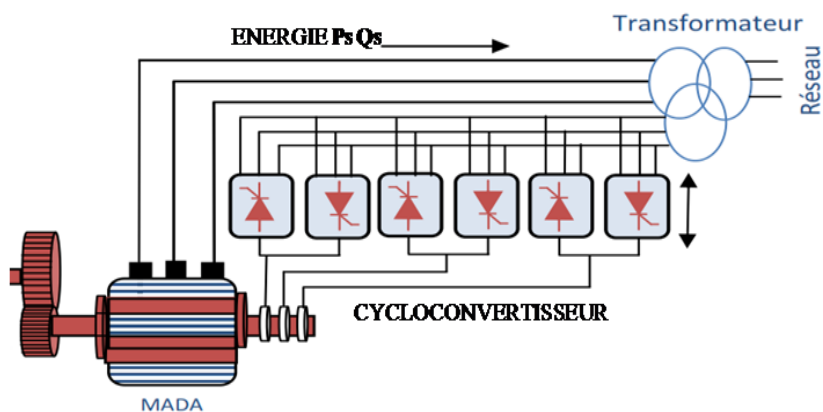 Transformateur
ENERGIE Ps Qs
Réseau
CYCLOCONVERTISSEUR
MADA